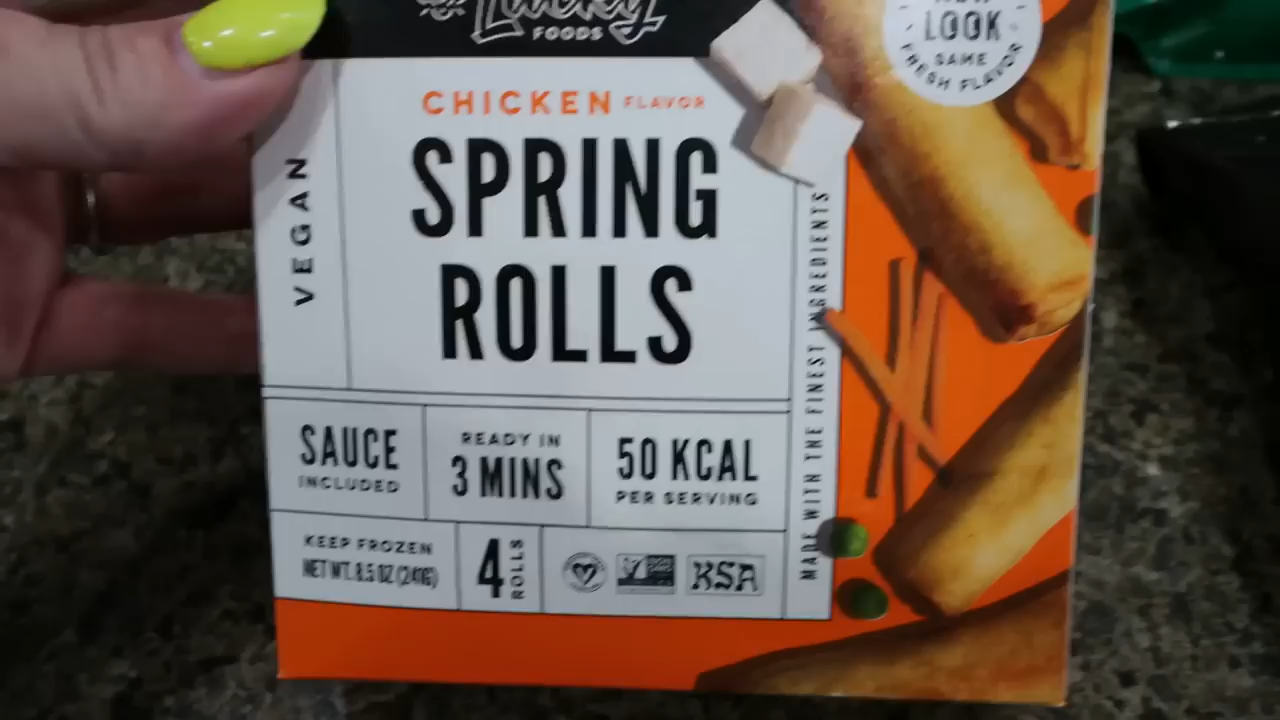 Lucky
FOODS
LOOK
SAME
FRESH FLAVOR
CHICKEN FLAVOR
SPRING
ROLLS
VEGAN
MADE WITH THE FINEST INGREDIENTS
SAUCE
INCLUDED
READY IN
3 MINS
50 KCAL
PER SERVING
KEEP FROZEN
NET WT. 8.5 OZ (240G)
4
ROLLS
KSA